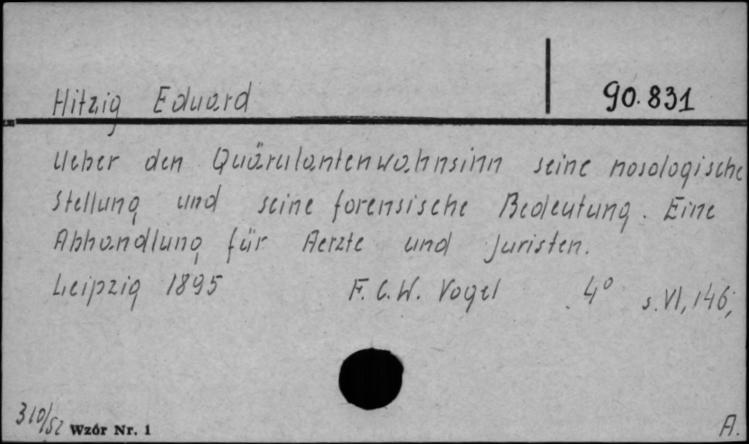 Hitzig Eduard 90.831
Ueber den Quärulantenwahnsinn seine nosologische
Stellung und seine forensische Bedeutung. Eine
Abhandlung für Aerzte und Juristen.
Leipzig 1895 F. C. W. Vogel 4° s. VI, 146,
310/52 Wzór Nr. 1 A.